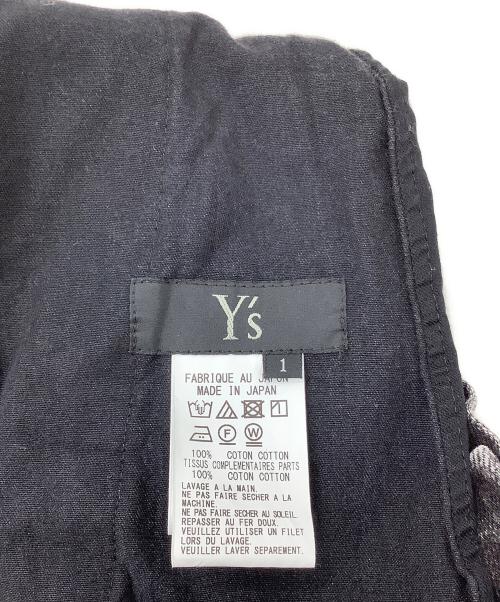 Y's
1
FABRIQUE AU JAPON
MADE IN JAPAN
F W
100% COTON COTTON
TISSUS COMPLEMENTAIRES PARTS
100% COTON COTTON
LAVAGE A LA MAIN.
NE PAS FAIRE SECHER A LA
MACHINE.
NE PAS FAIRE SECHER AU SOLEIL.
REPASSER AU FER DOUX.
VEUILLEZ UTILISER UN FILET
LORS DU LAVAGE.
VEUILLER LAVER SEPAREMENT.